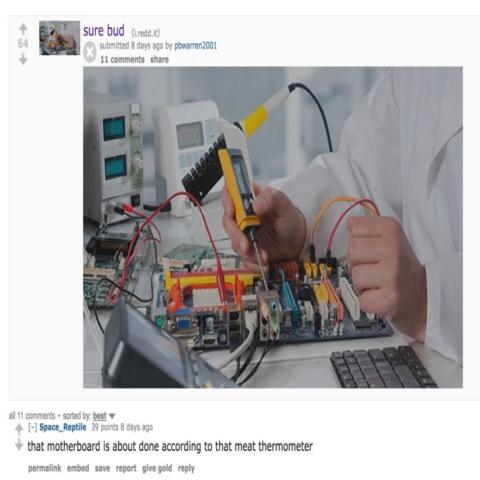 sure bud (i.redd.it)
64
submitted 8 days ago by pbwarren2001
11 comments share
all 11 comments - sorted by: best ▼
[-] Space_Reptile 39 points 8 days ago
that motherboard is about done according to that meat thermometer
permalink embed save report give gold reply